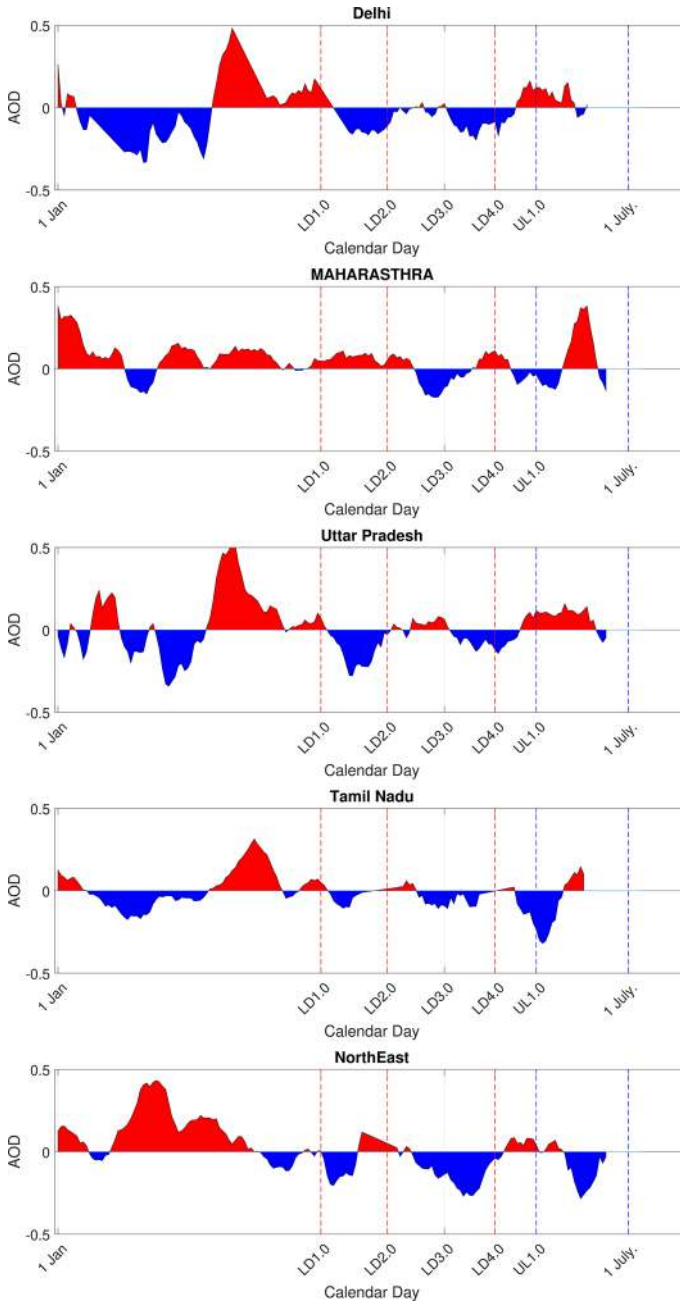 Delhi
0.5
AOD
0
-0.5
1 Jan
LD1.0
LD2.0
LD3.0
LD4.0
UL1.0
1 July.
Calendar Day
MAHARASTHRA
0.5
AOD
0
-0.5
1 Jan
LD1.0
LD2.0
LD3.0
LD4.0
UL1.0
1 July.
Calendar Day
Uttar Pradesh
0.5
AOD
0
-0.5
1 Jan
LD1.0
LD2.0
LD3.0
LD4.0
UL1.0
1 July.
Calendar Day
Tamil Nadu
0.5
AOD
0
-0.5
1 Jan
LD1.0
LD2.0
LD3.0
LD4.0
UL1.0
1 July.
Calendar Day
NorthEast
0.5
AOD
0
-0.5
1 Jan
LD1.0
LD2.0
LD3.0
LD4.0
UL1.0
1 July.
Calendar Day